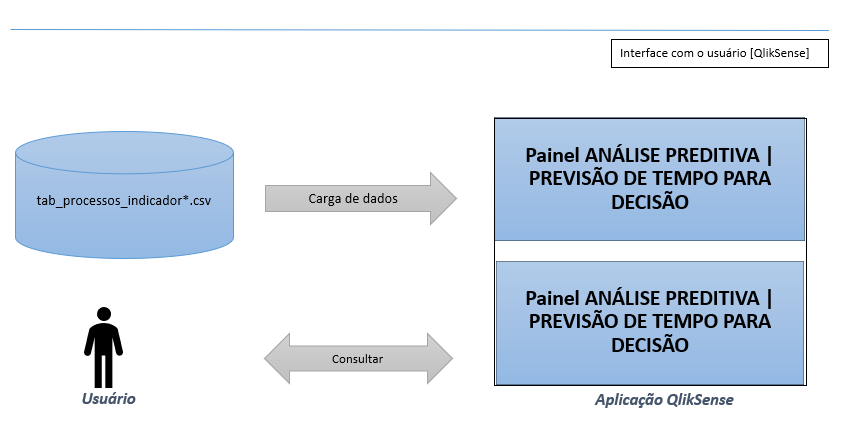 Interface com o usuário [QlikSense]
tab_processos_indicador*.csv
Carga de dados
Painel ANÁLISE PREDITIVA |
PREVISÃO DE TEMPO PARA
DECISÃO
Painel ANÁLISE PREDITIVA |
PREVISÃO DE TEMPO PARA
DECISÃO
Consultar
Usuário
Aplicação QlikSense